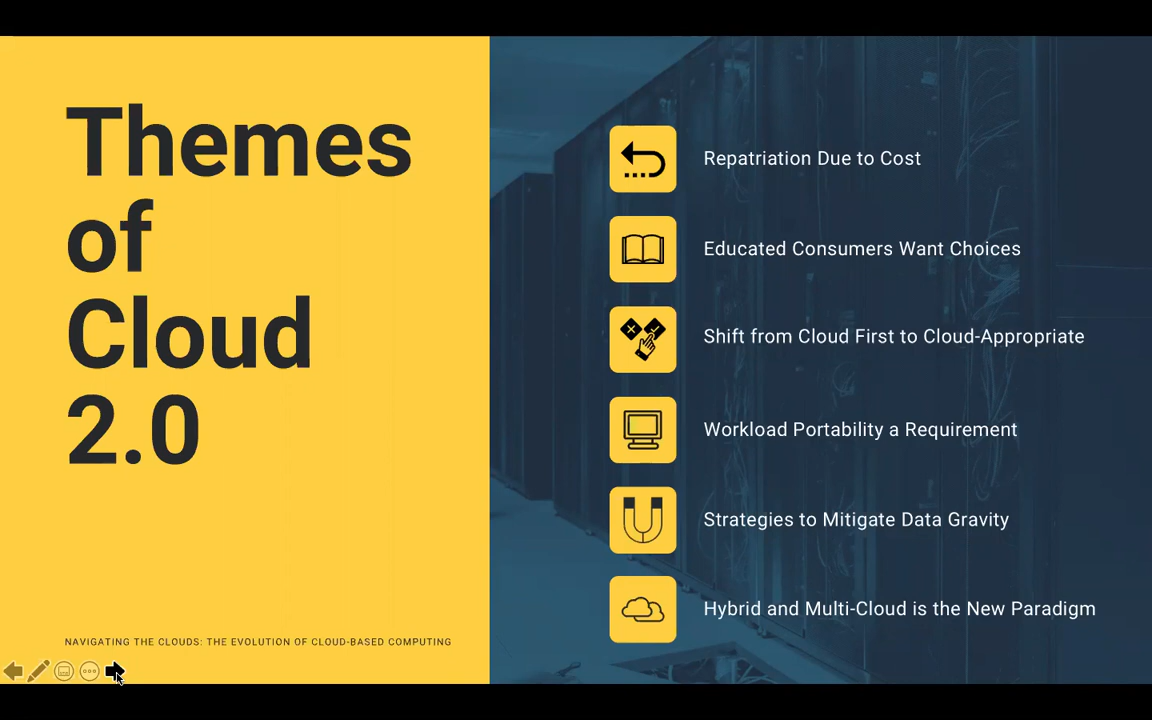 Themes
of
Cloud
2.0
NAVIGATING THE CLOUDS: THE EVOLUTION OF CLOUD-BASED COMPUTING
Repatriation Due to Cost
Educated Consumers Want Choices
Shift from Cloud First to Cloud-Appropriate
Workload Portability a Requirement
Strategies to Mitigate Data Gravity
Hybrid and Multi-Cloud is the New Paradigm